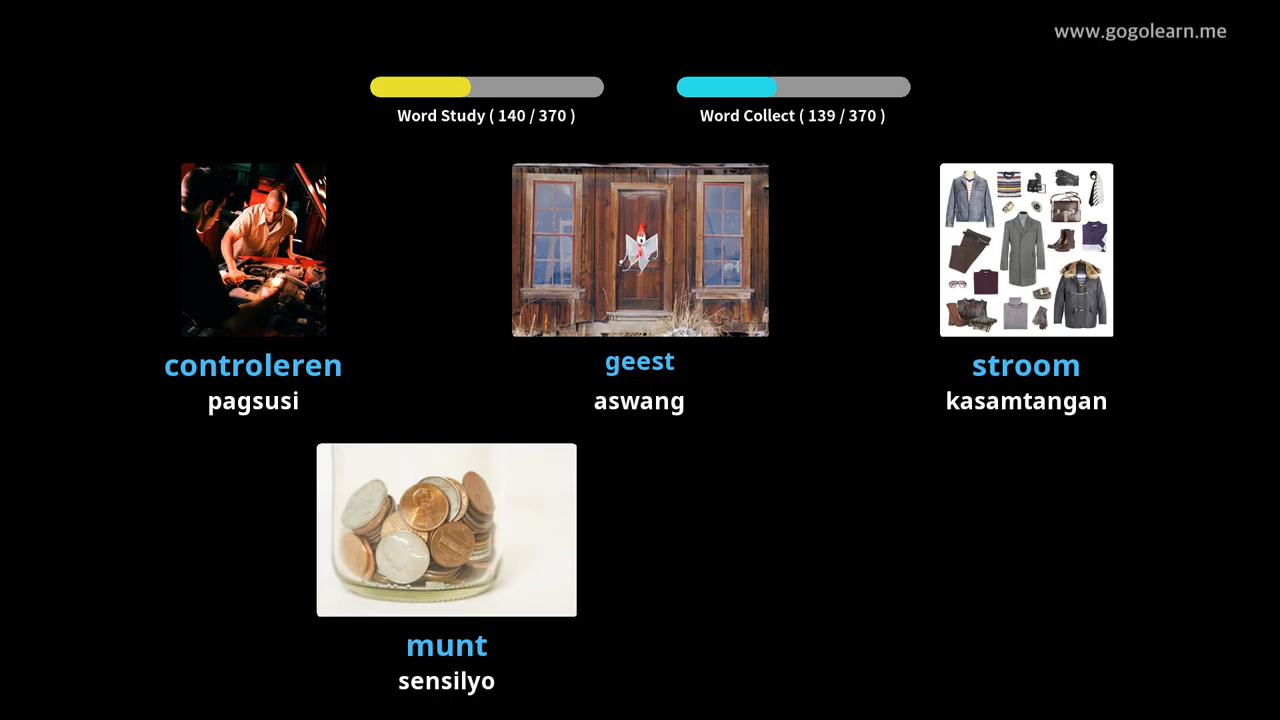 www.gogolearn.me
Word Study ( 140 / 370 )
Word Collect ( 139 / 370 )
controleren
pagsusi
geest
aswang
stroom
kasamtangan
munt
sensilyo